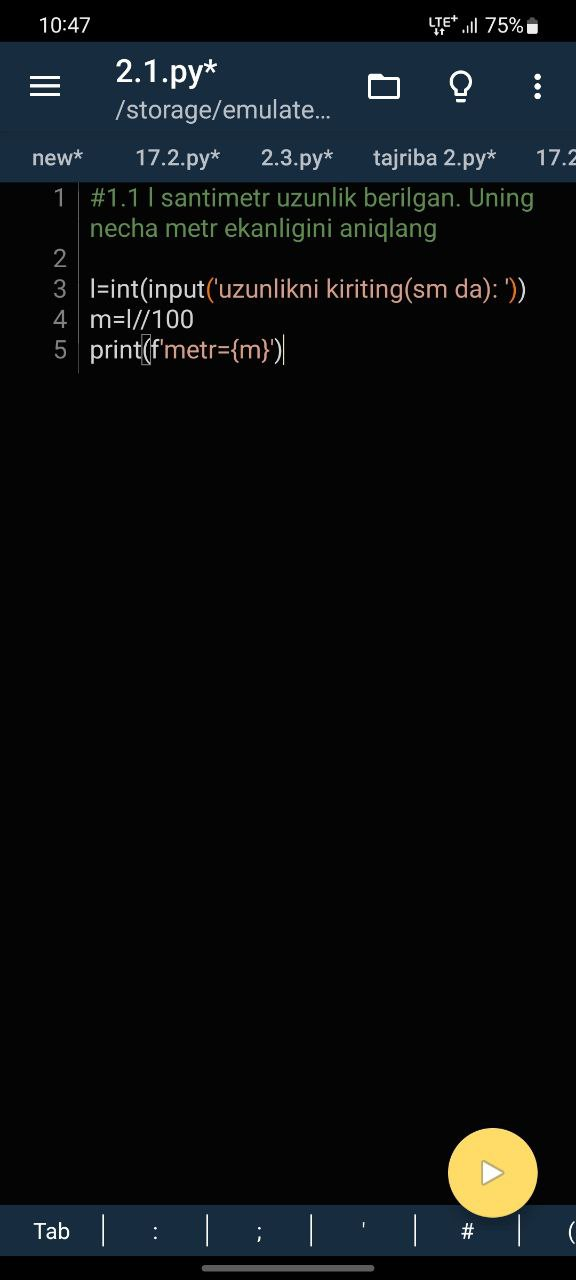 10:47 LTE+ 75%
2.1.py*
/storage/emulate...
new* 17.2.py* 2.3.py* tajriba 2.py* 17.2
1 #1.1 l santimetr uzunlik berilgan. Uning
necha metr ekanligini aniqlang
2
3 l=int(input('uzunlikni kiriting(sm da): '))
4 m=l//100
5 print(f'metr={m}')
Tab : ; ' # (